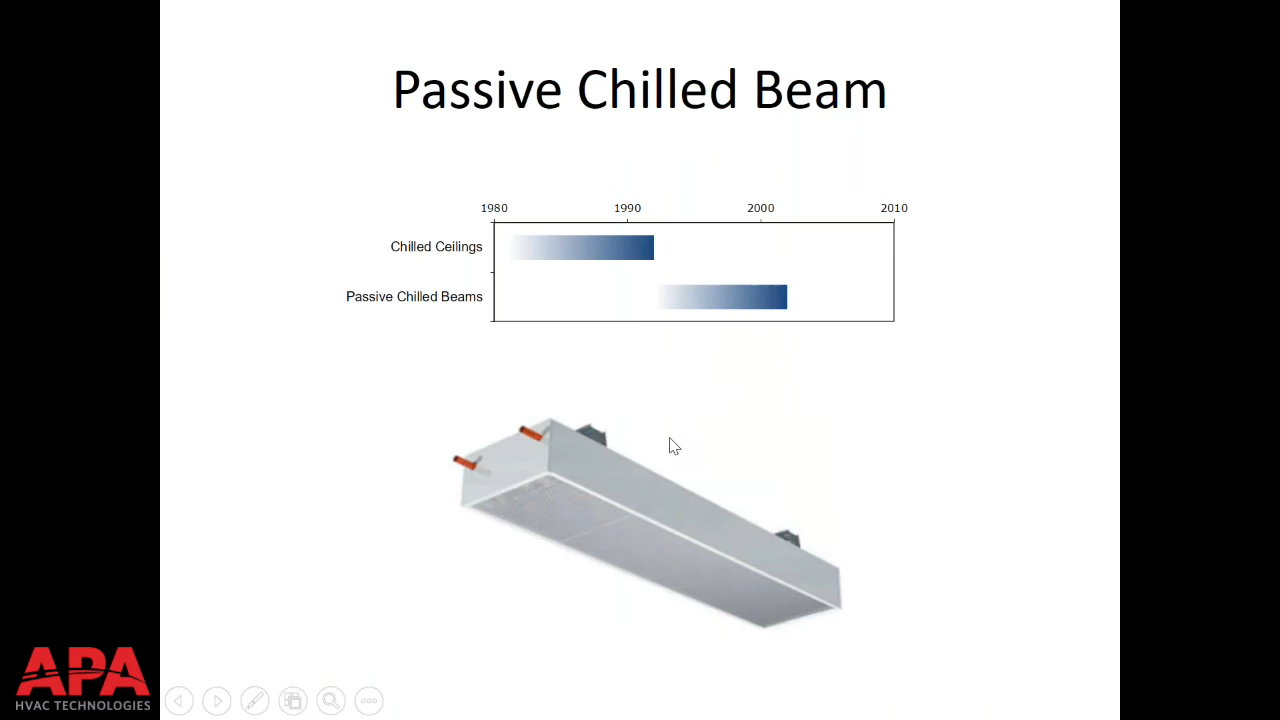 Passive Chilled Beam
1980 1990 2000 2010
Chilled Ceilings
Passive Chilled Beams
APA
HVAC TECHNOLOGIES